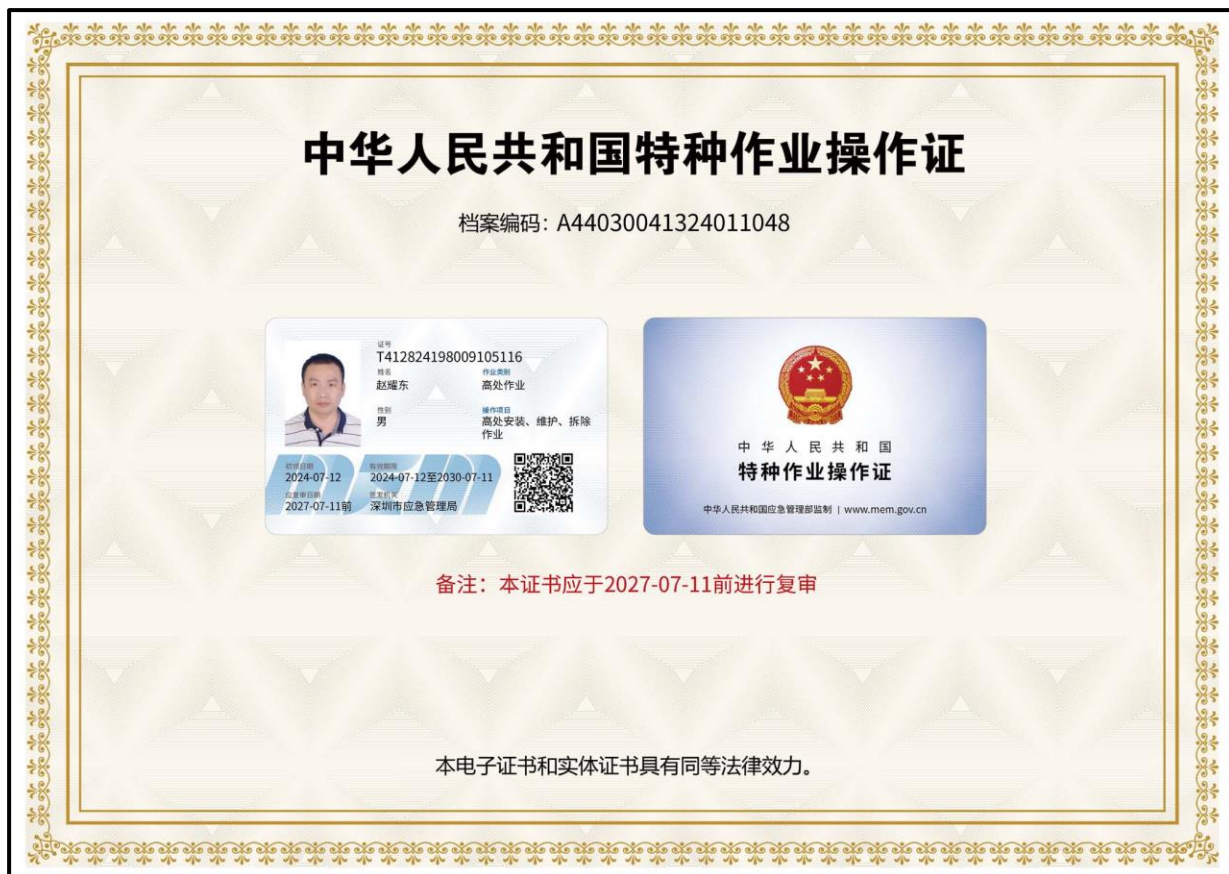 中华人民共和国特种作业操作证
档案编码：A44030041324011048
证号
T412824198009105116
姓名
赵耀东
作业类别
高处作业
性别
男
操作项目
高处安装、维护、拆除
作业
初领日期
2024-07-12
有效期限
2024-07-12至2030-07-11
应复审日期
2027-07-11前
签发机关
深圳市应急管理局
中华人民共和国
特种作业操作证
中华人民共和国应急管理部监制 | www.mem.gov.cn
备注：本证书应于2027-07-11前进行复审
本电子证书和实体证书具有同等法律效力。